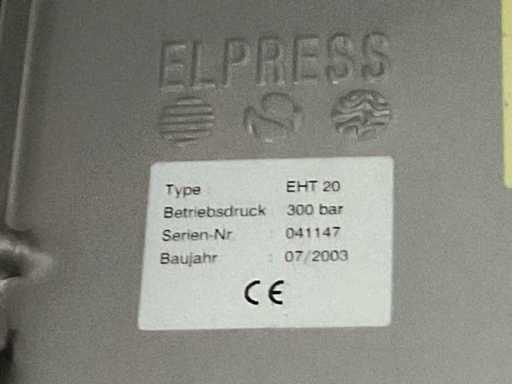 ELPRESS
Type : EHT 20
Betriebsdruck : 300 bar
Serien-Nr. : 041147
Baujahr : 07/2003
CE